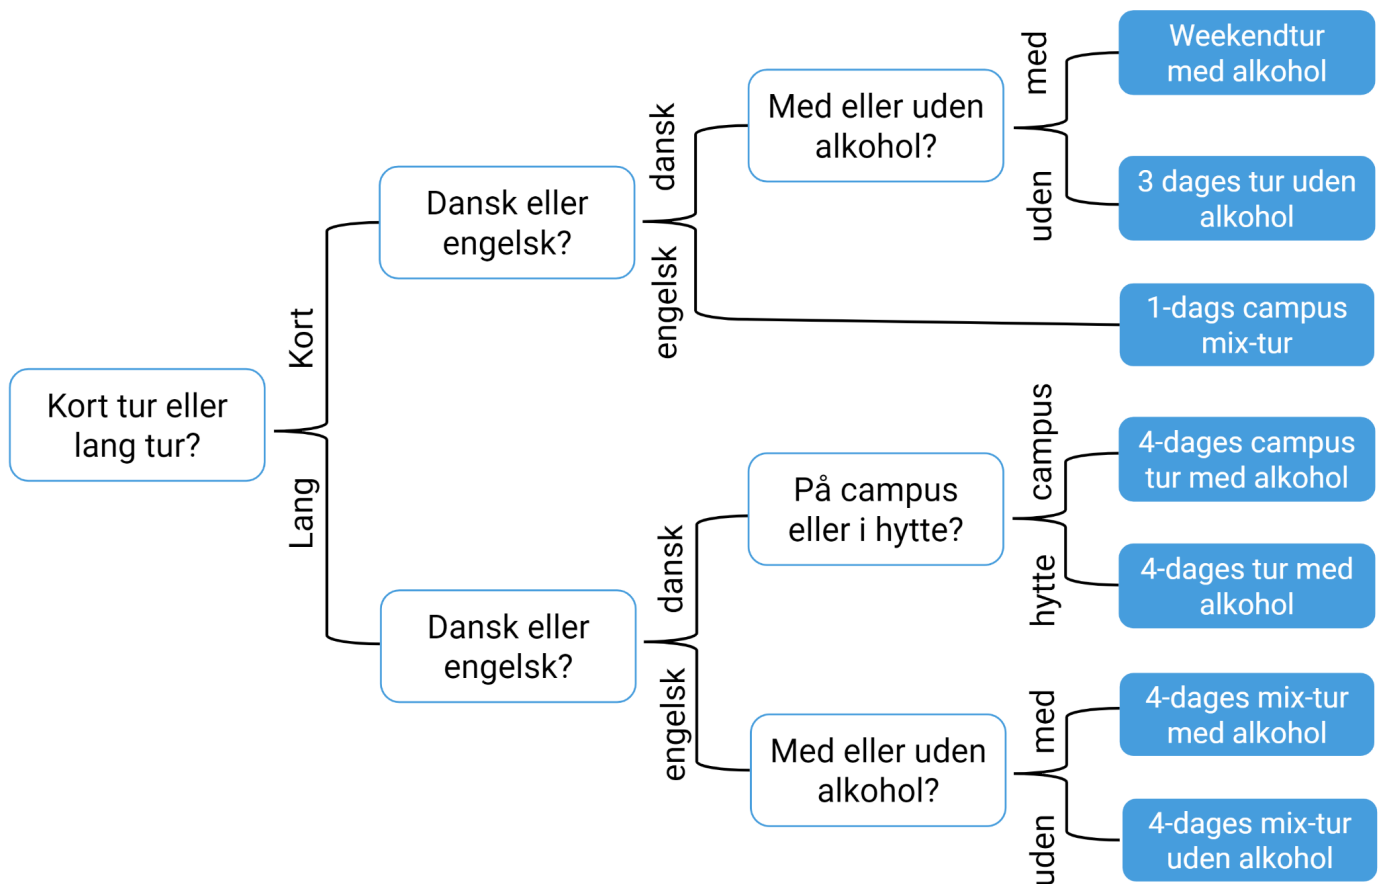 Kort tur eller
lang tur?
Kort
Lang
Dansk eller
engelsk?
dansk
engelsk
Med eller uden
alkohol?
med
uden
Weekendtur
med alkohol
3 dages tur uden
alkohol
1-dags campus
mix-tur
Dansk eller
engelsk?
dansk
engelsk
På campus
eller i hytte?
campus
hytte
4-dages campus
tur med alkohol
4-dages tur med
alkohol
Med eller uden
alkohol?
med
uden
4-dages mix-tur
med alkohol
4-dages mix-tur
uden alkohol